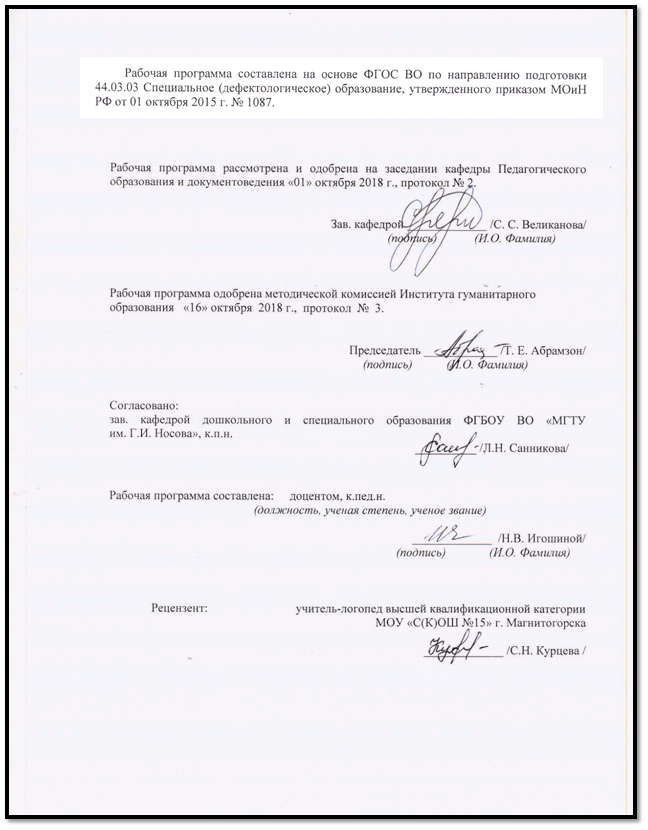 Рабочая программа составлена на основе ФГОС ВО по направлению подготовки
44.03.03 Специальное (дефектологическое) образование, утвержденного приказом МОиН
РФ от 01 октября 2015 г. № 1087.
Рабочая программа рассмотрена и одобрена на заседании кафедры Педагогического
образования и документоведения «01» октября 2018 г., протокол № 2.
Зав. кафедрой /С. С. Великанова/
(подпись) (И.О. Фамилия)
Рабочая программа одобрена методической комиссией Института гуманитарного
образования «16» октября 2018 г., протокол № 3.
Председатель /Т. Е. Абрамзон/
(подпись) (И.О. Фамилия)
Согласовано:
зав. кафедрой дошкольного и специального образования ФГБОУ ВО «МГТУ
им. Г.И. Носова», к.п.н.
/Л.Н. Санникова/
Рабочая программа составлена: доцентом, к.пед.н.
(должность, ученая степень, ученое звание)
/Н.В. Игошиной/
(подпись) (И.О. Фамилия)
Рецензент: учитель-логопед высшей квалификационной категории
МОУ «С(К)ОШ №15» г. Магнитогорска
/С.Н. Курцева /